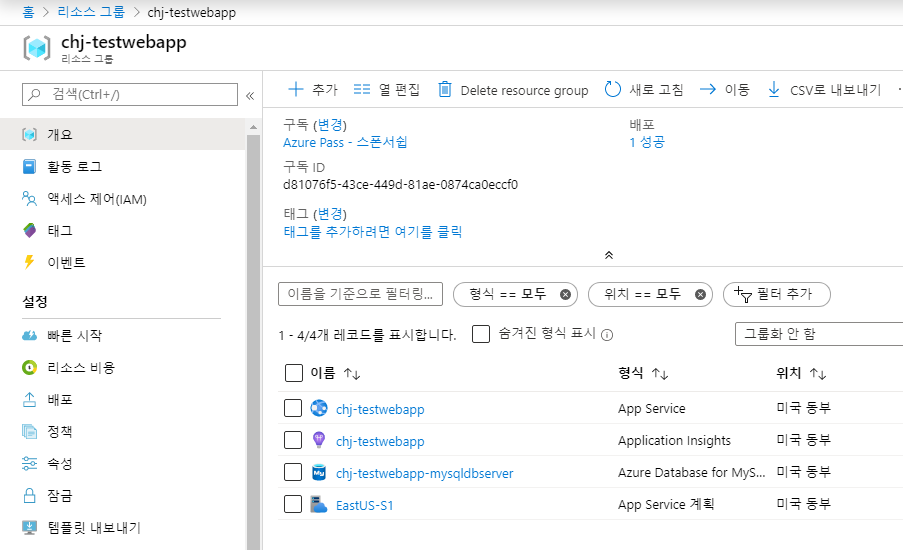 홈 > 리소스 그룹 > chj-testwebapp
chj-testwebapp
리소스 그룹
검색(Ctrl+/)
개요
활동 로그
액세스 제어(IAM)
태그
이벤트
설정
빠른 시작
리소스 비용
배포
정책
속성
잠금
템플릿 내보내기
추가 열 편집 Delete resource group 새로 고침 이동 CSV로 내보내기
구독 (변경)
Azure Pass - 스폰서쉽
배포
1 성공
구독 ID
d81076f5-43ce-449d-81ae-0874ca0eccf0
태그 (변경)
태그를 추가하려면 여기를 클릭
이름을 기준으로 필터링... 형식 == 모두 위치 == 모두 필터 추가
1 - 4/4개 레코드를 표시합니다. 숨겨진 형식 표시 그룹화 안 함
이름 형식 위치
chj-testwebapp App Service 미국 동부
chj-testwebapp Application Insights 미국 동부
chj-testwebapp-mysqldbserver Azure Database for MyS... 미국 동부
EastUS-S1 App Service 계획 미국 동부